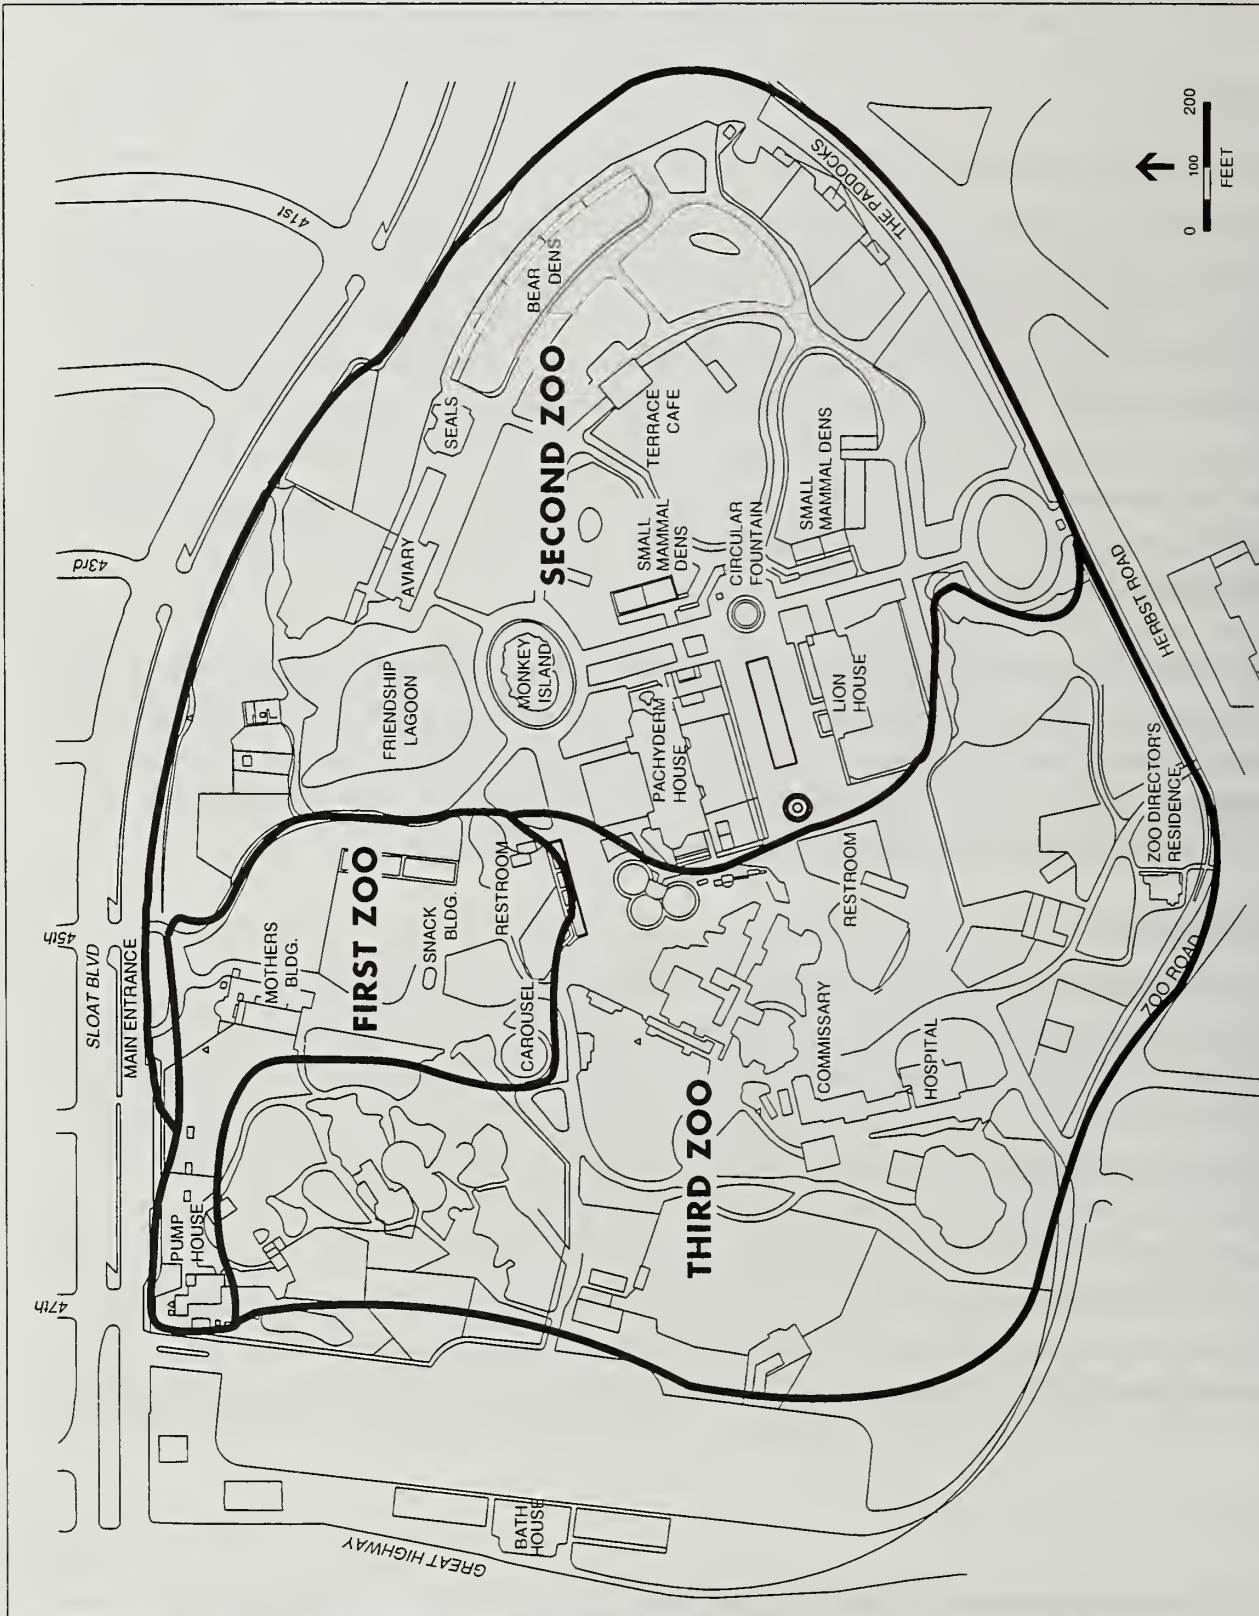 47th
45th
43rd
41st
SLOAT BLVD
MAIN ENTRANCE
PUMP
HOUSE
MOTHERS
BLDG.
FIRST ZOO
SNACK
BLDG.
RESTROOM
CAROUSEL
FRIENDSHIP
LAGOON
AVIARY
SEALS
MONKEY
ISLAND
BEAR
DENS
SECOND ZOO
GREAT HIGHWAY
BATH
HOUSE
SMALL
MAMMAL
DENS
TERRACE
CAFE
PACHYDERM
HOUSE
THIRD ZOO
CIRCULAR
FOUNTAIN
SMALL
MAMMAL DENS
COMMISSARY
RESTROOM
LION
HOUSE
THE PADDOCKS
HOSPITAL
ZOO DIRECTOR'S
RESIDENCE
ZOO ROAD
HERBST ROAD
0 100 200
FEET